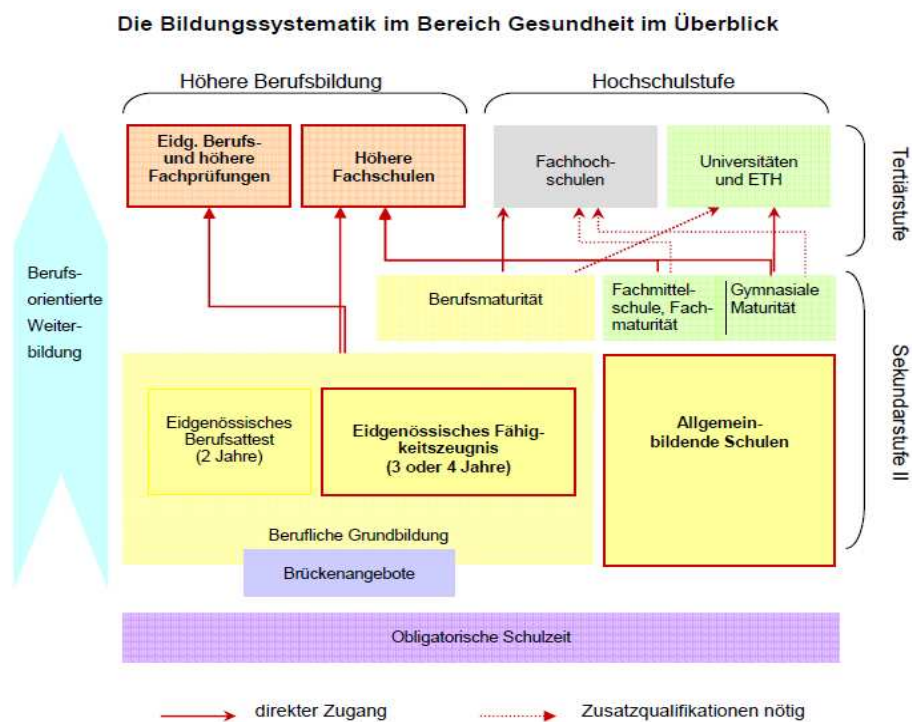 Die Bildungssystematik im Bereich Gesundheit im Überblick
Höhere Berufsbildung
Hochschulstufe
Eidg. Berufs-
und höhere
Fachprüfungen
Höhere
Fachschulen
Fachhoch-
schulen
Universitäten
und ETH
Tertiärstufe
Berufs-
orientierte
Weiter-
bildung
Berufsmaturität
Fachmittel-
schule, Fach-
maturität
Gymnasiale
Maturität
Sekundarstufe II
Eidgenössisches
Berufsattest
(2 Jahre)
Eidgenössisches Fähig-
keitszeugnis
(3 oder 4 Jahre)
Allgemein-
bildende Schulen
Berufliche Grundbildung
Brückenangebote
Obligatorische Schulzeit
direkter Zugang
Zusatzqualifikationen nötig